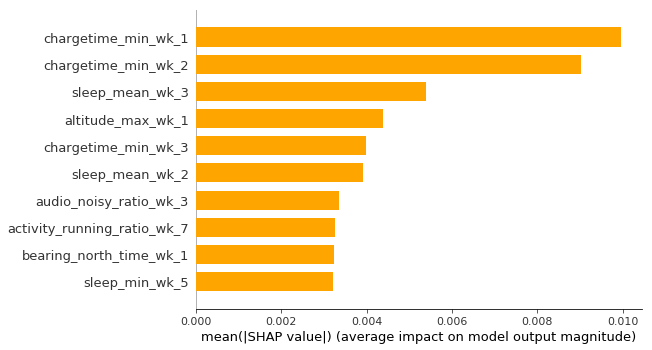 chargetime_min_wk_1
chargetime_min_wk_2
sleep_mean_wk_3
altitude_max_wk_1
chargetime_min_wk_3
sleep_mean_wk_2
audio_noisy_ratio_wk_3
activity_running_ratio_wk_7
bearing_north_time_wk_1
sleep_min_wk_5
0.000 0.002 0.004 0.006 0.008 0.010
mean(|SHAP value|) (average impact on model output magnitude)